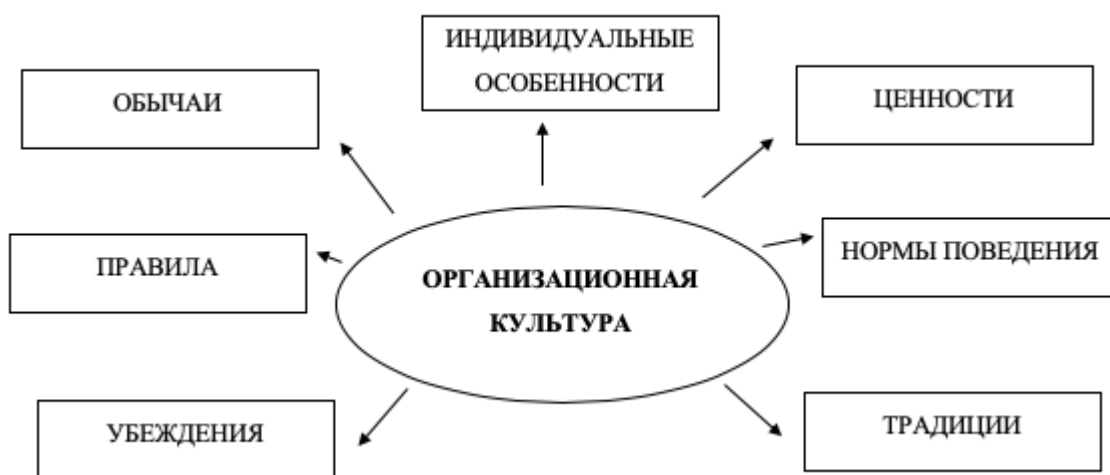 ИНДИВИДУАЛЬНЫЕ
ОСОБЕННОСТИ
ОБЫЧАИ
ЦЕННОСТИ
ПРАВИЛА
НОРМЫ ПОВЕДЕНИЯ
ОРГАНИЗАЦИОННАЯ
КУЛЬТУРА
УБЕЖДЕНИЯ
ТРАДИЦИИ